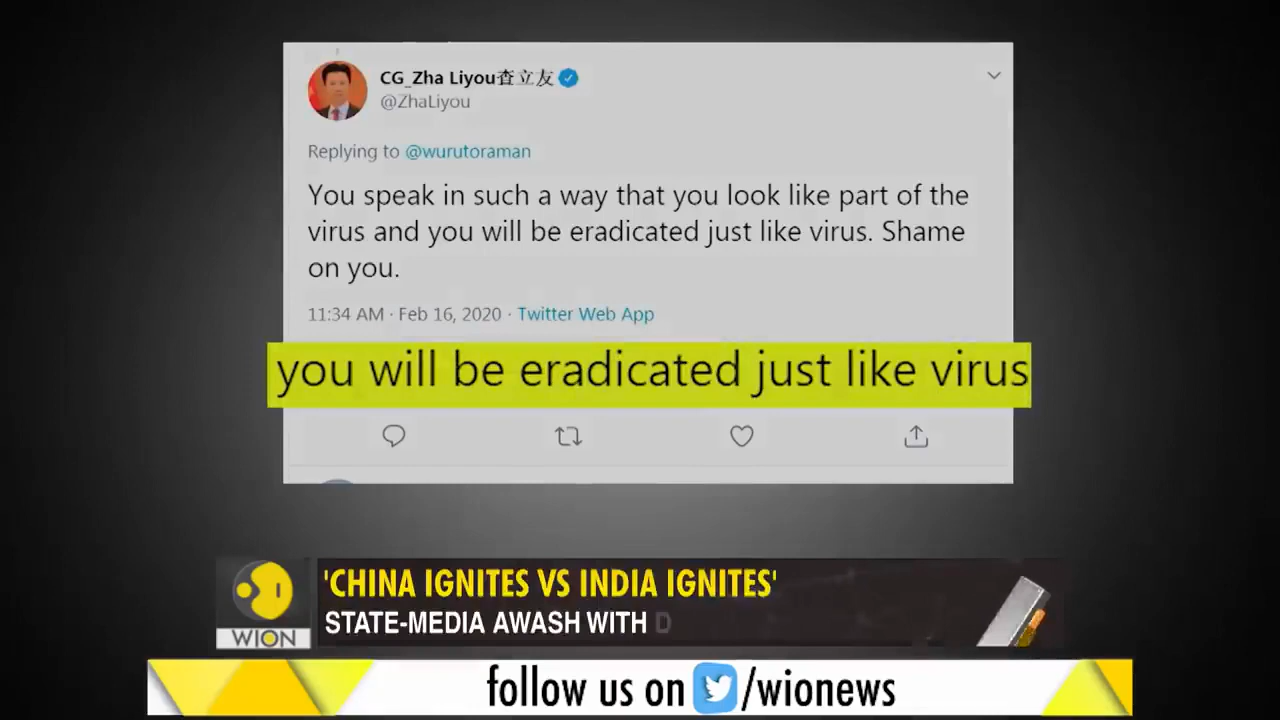 CG_Zha Liyou查立友
@ZhaLiyou
Replying to @wurutoraman
You speak in such a way that you look like part of the
virus and you will be eradicated just like virus. Shame
on you.
11:34 AM · Feb 16, 2020 · Twitter Web App
you will be eradicated just like virus
'CHINA IGNITES VS INDIA IGNITES'
STATE-MEDIA AWASH WITH D
WION
follow us on /wionews